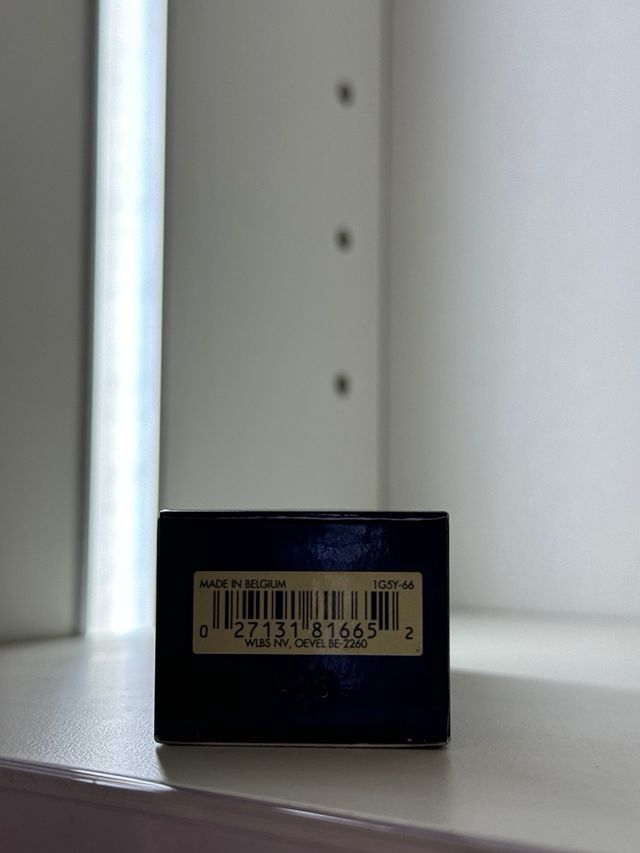 MADE IN BELGIUM 1G5Y-66
0 27131 81665 2
WLBS NV, OEVEL BE-2260